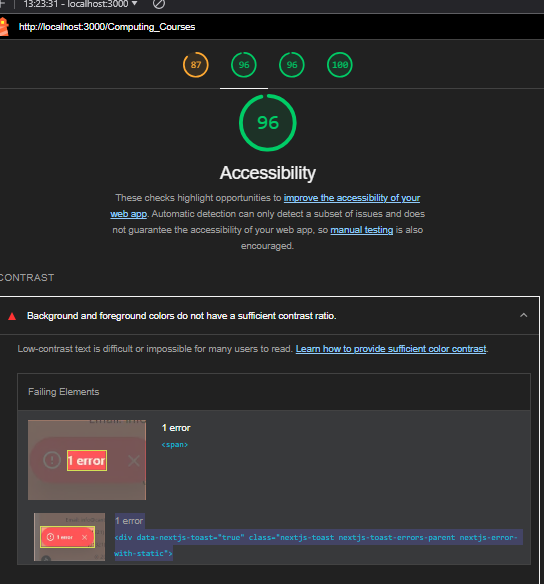 13:23:31 - localhost:3000
http://localhost:3000/Computing_Courses
87 96 96 100
96
Accessibility
These checks highlight opportunities to improve the accessibility of your
web app. Automatic detection can only detect a subset of issues and does
not guarantee the accessibility of your web app, so manual testing is also
encouraged.
CONTRAST
Background and foreground colors do not have a sufficient contrast ratio.
Low-contrast text is difficult or impossible for many users to read. Learn how to provide sufficient color contrast.
Failing Elements
1 error
1 error
<span>
1 error
1 error
<div data-nextjs-toast="true" class="nextjs-toast nextjs-toast-errors-parent nextjs-error-
with-static">